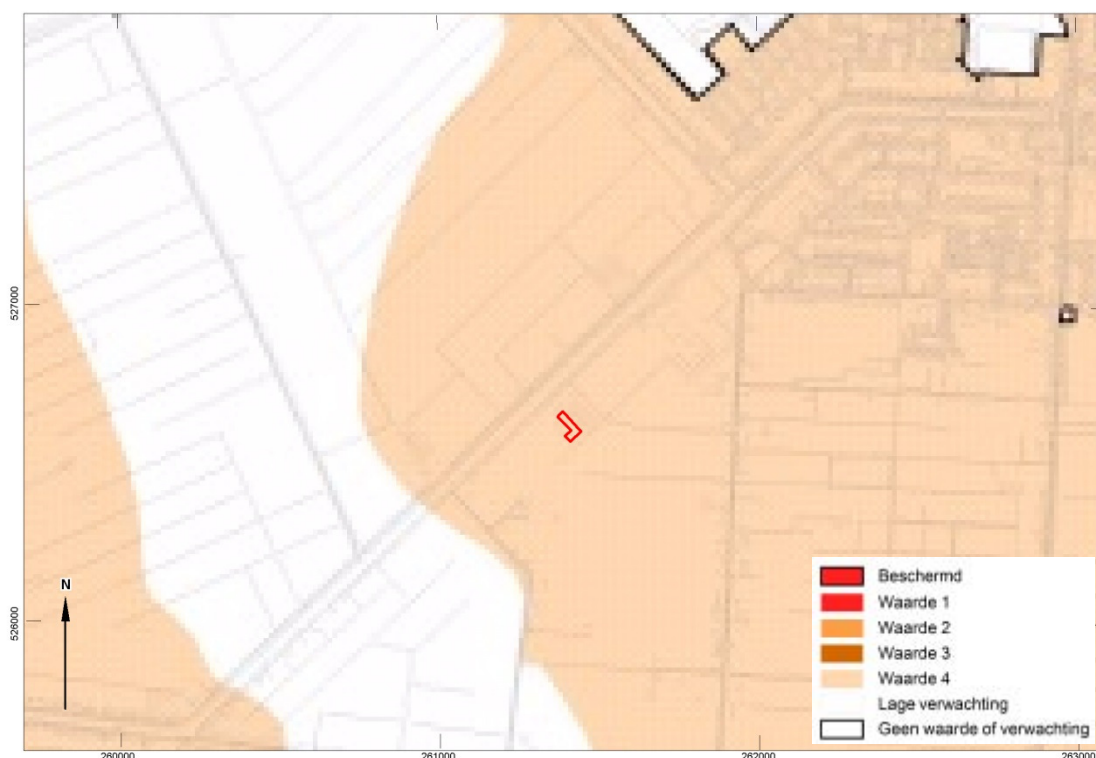 527000
526000
N
Beschermd
Waarde 1
Waarde 2
Waarde 3
Waarde 4
Lage verwachting
Geen waarde of verwachting
260000
261000
262000
263000